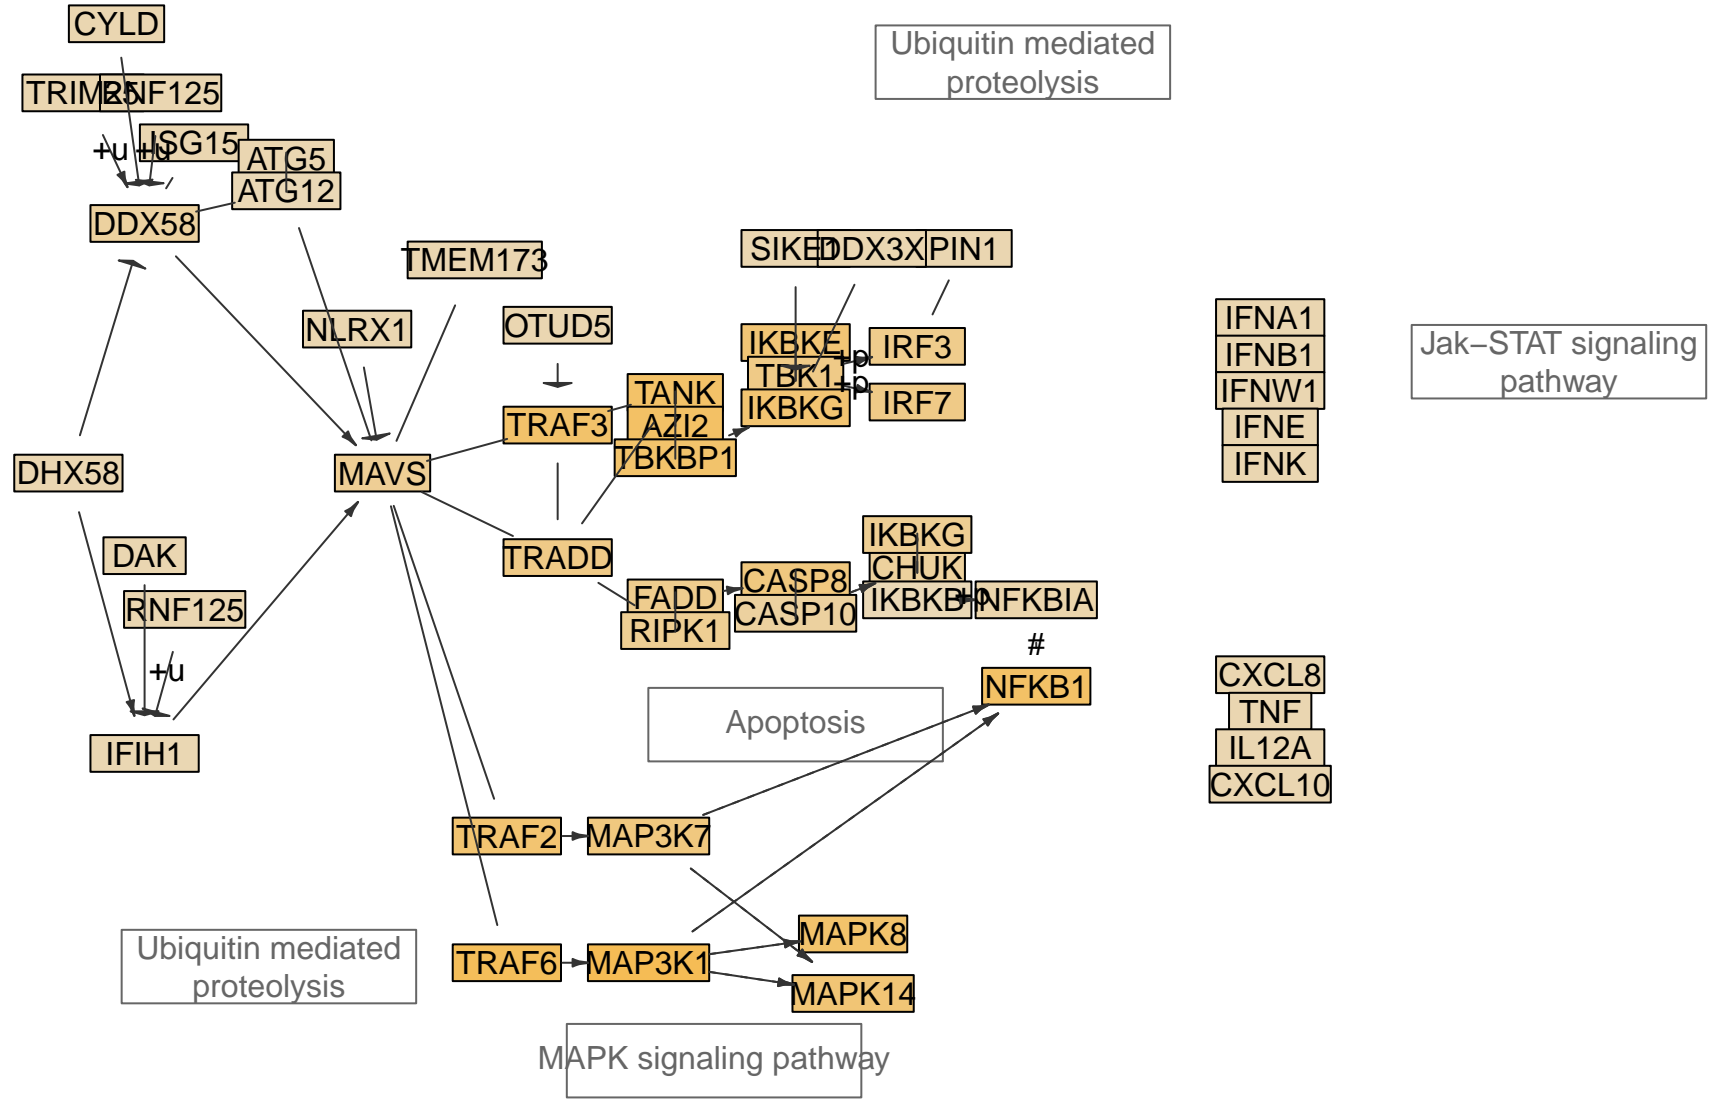 CYLD
Ubiquitin mediated
proteolysis
TRIM25
RNF125
ISG15
+u
+u
ATG5
ATG12
DDX58
TMEM173
SIKE1
DDX3X
PIN1
NLRX1
OTUD5
IKBKE
TBK1
IKBKG
+p
+p
IRF3
IRF7
IFNA1
IFNB1
IFNW1
IFNE
IFNK
Jak−STAT signaling
pathway
TANK
AZI2
TBKBP1
TRAF3
DHX58
MAVS
DAK
RNF125
+u
IFIH1
TRADD
FADD
RIPK1
CASP8
CASP10
IKBKG
CHUK
IKBKB
+p
NFKBIA
#
NFKB1
Apoptosis
CXCL8
TNF
IL12A
CXCL10
TRAF2
MAP3K7
TRAF6
MAP3K1
MAPK8
MAPK14
Ubiquitin mediated
proteolysis
MAPK signaling pathway